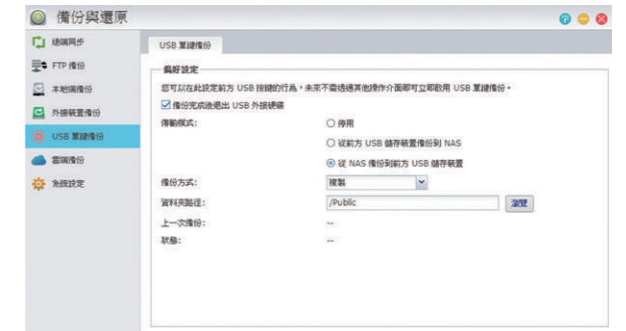 備份與還原
遠端同步
FTP 備份
本地端備份
外接裝置備份
USB 單鍵備份
雲端備份
系統設定
USB 單鍵備份
偏好設定
您可以在此設定前方 USB 按鍵的行為，未來不需透過其他操作介面即可立即啟用 USB 單鍵備份。
備份完成後退出 USB 外接硬碟
傳輸模式：
停用
從前方 USB 儲存裝置備份到 NAS
從 NAS 備份到前方 USB 儲存裝置
備份方式：
複製
資料夾路徑：
/Public
瀏覽
上一次備份：
--
狀態：
--